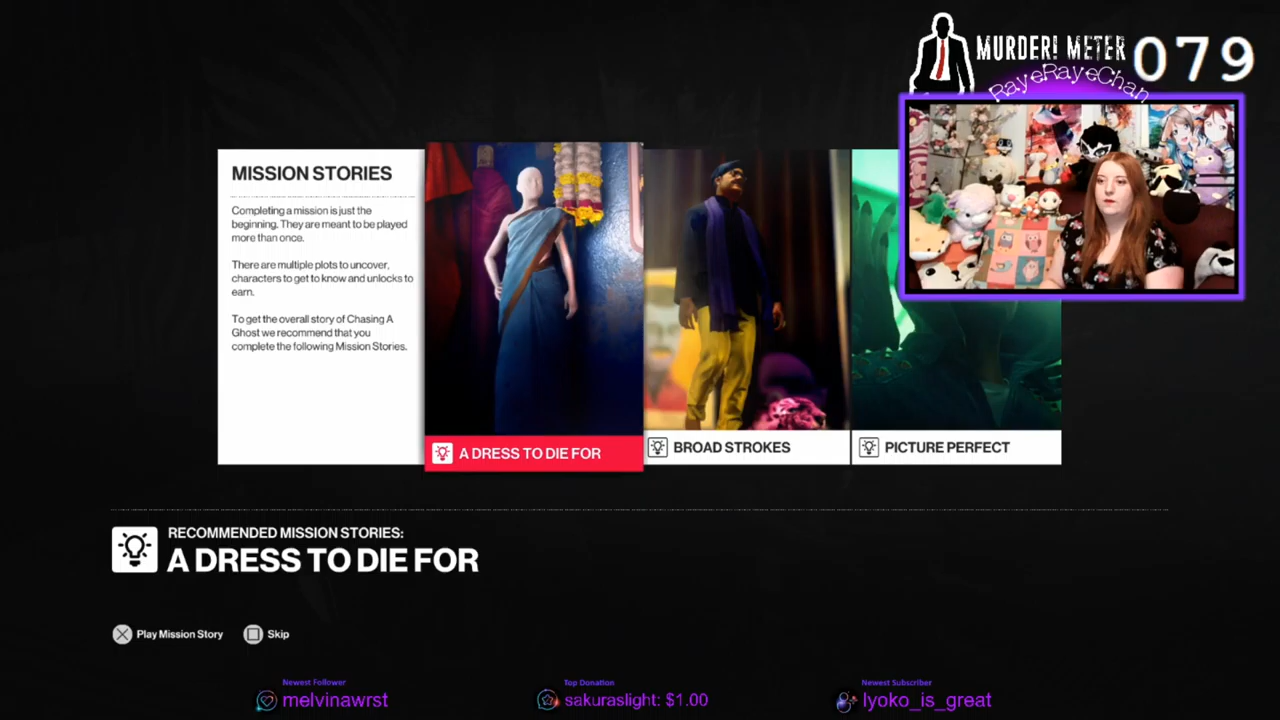 MURDER! METER
079
RayeRayeChan
MISSION STORIES
Completing a mission is just the
beginning. They are meant to be played
more than once.
There are multiple plots to uncover,
characters to get to know and unlocks to
earn.
To get the overall story of Chasing A
Ghost we recommend that you
complete the following Mission Stories.
A DRESS TO DIE FOR
BROAD STROKES
PICTURE PERFECT
RECOMMENDED MISSION STORIES:
A DRESS TO DIE FOR
Play Mission Story
Skip
Newest Follower
melvinawrst
Top Donation
sakuraslight: $1.00
Newest Subscriber
lyoko_is_great